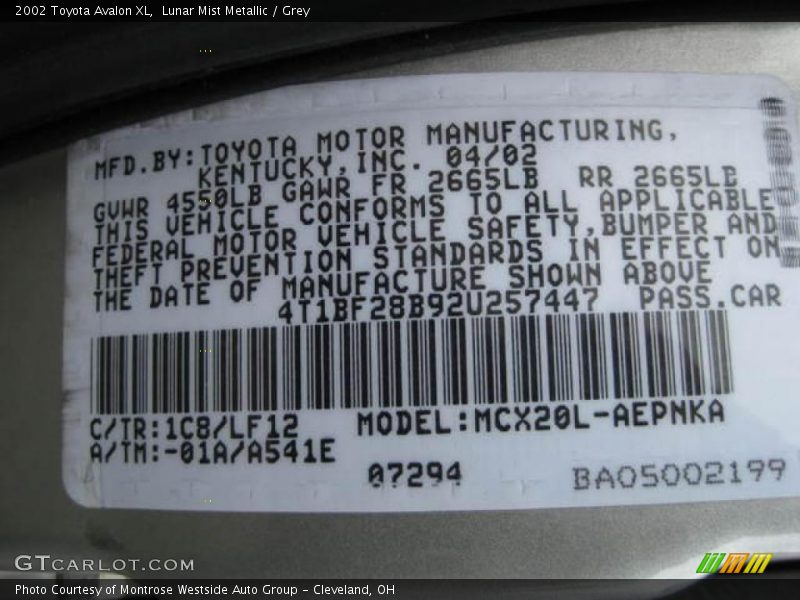 2002 Toyota Avalon XL,  Lunar Mist Metallic / Grey
MFD.BY:TOYOTA MOTOR MANUFACTURING,
KENTUCKY,INC. 04/02
GVWR 4550LB GAWR FR 2665LB RR 2665LB
THIS VEHICLE CONFORMS TO ALL APPLICABLE
FEDERAL MOTOR VEHICLE SAFETY,BUMPER AND
THEFT PREVENTION STANDARDS IN EFFECT ON
THE DATE OF MANUFACTURE SHOWN ABOVE
4T1BF28B92U257447 PASS.CAR
C/TR:1C8/LF12 MODEL:MCX20L-AEPNKA
A/TM:-01A/A541E
07294 BA05002199
GTCARLOT.COM
Photo Courtesy of Montrose Westside Auto Group - Cleveland, OH